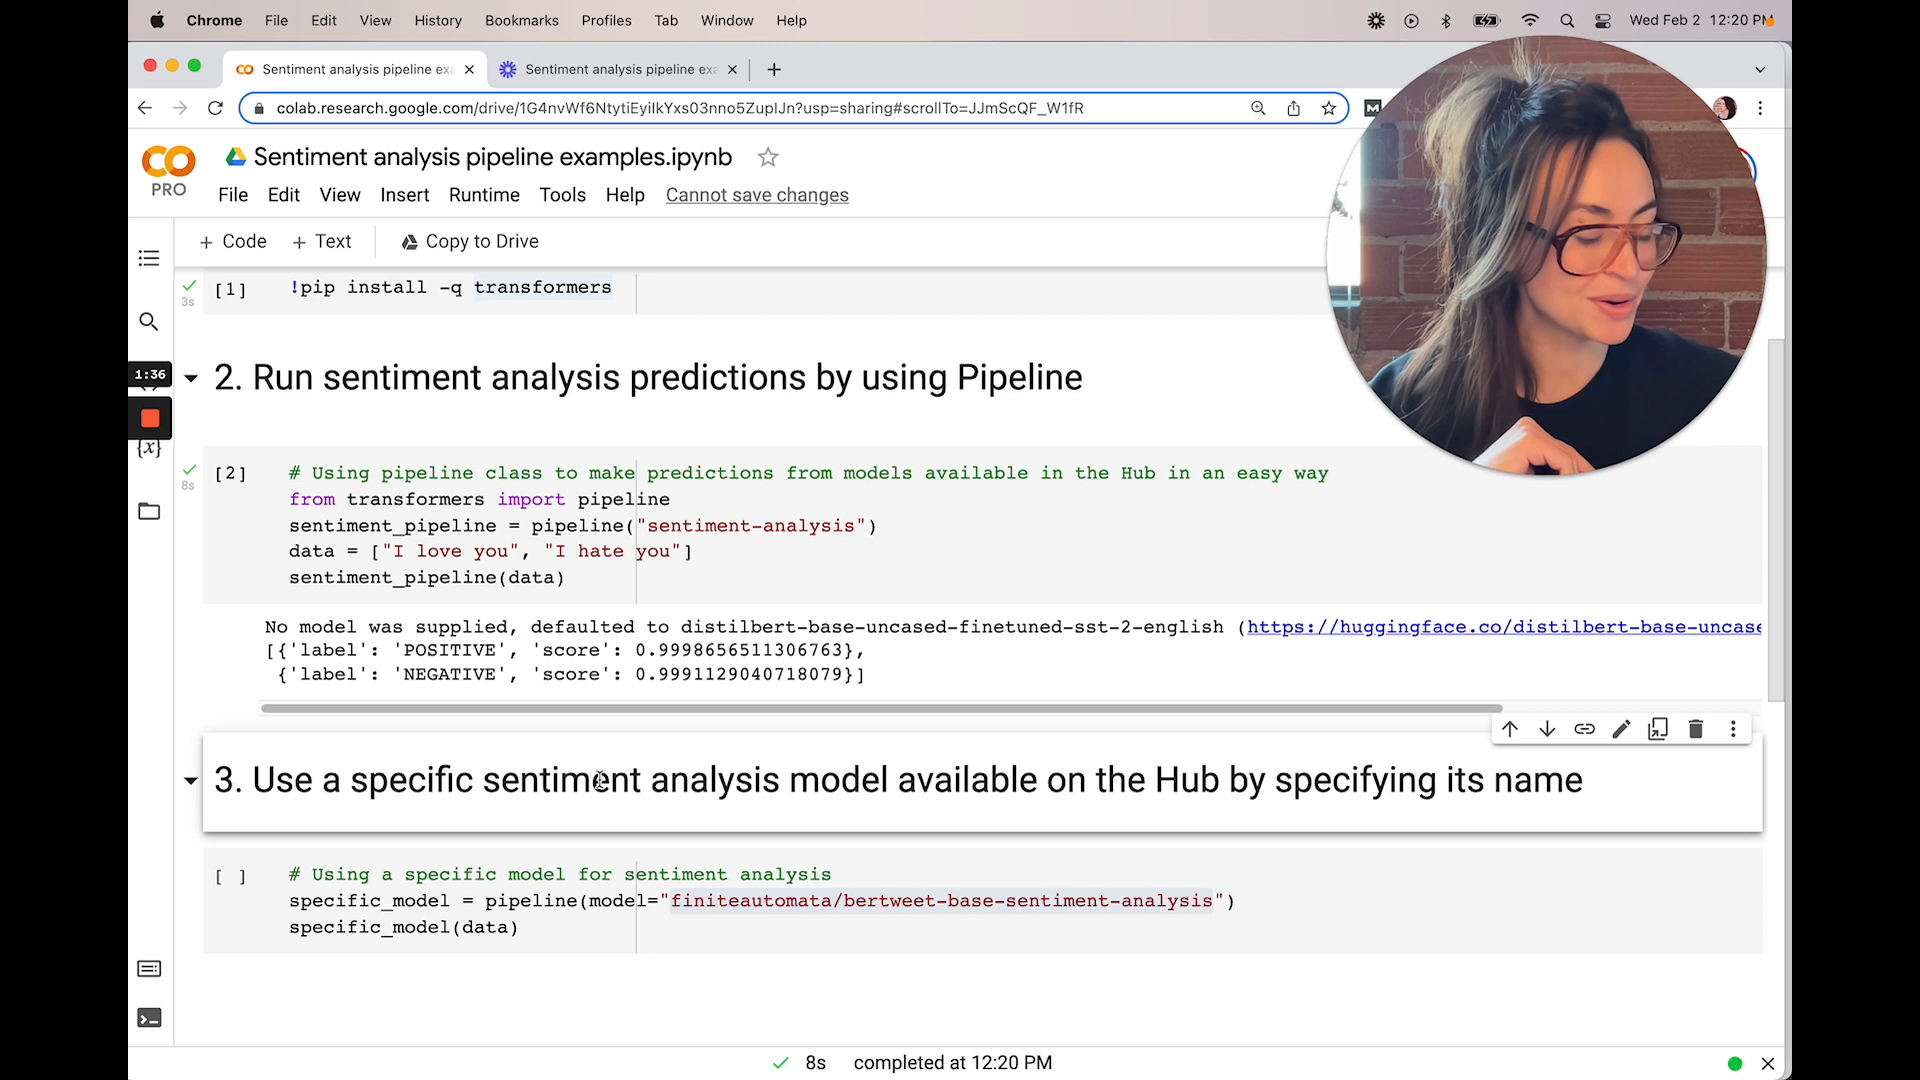 Chrome File Edit View History Bookmarks Profiles Tab Window Help Wed Feb 2 12:20 PM
Sentiment analysis pipeline exa Sentiment analysis pipeline exa
colab.research.google.com/drive/1G4nvWf6NtytiEyiIkYxs03nno5ZupIJn?usp=sharing#scrollTo=JJmScQF_W1fR
Sentiment analysis pipeline examples.ipynb
PRO
File Edit View Insert Runtime Tools Help Cannot save changes
+ Code + Text Copy to Drive
[1] !pip install -q transformers
3s
1:36
2. Run sentiment analysis predictions by using Pipeline
{x}
[2] # Using pipeline class to make predictions from models available in the Hub in an easy way
8s
from transformers import pipeline
sentiment_pipeline = pipeline("sentiment-analysis")
data = ["I love you", "I hate you"]
sentiment_pipeline(data)
No model was supplied, defaulted to distilbert-base-uncased-finetuned-sst-2-english (https://huggingface.co/distilbert-base-uncase
[{'label': 'POSITIVE', 'score': 0.9998656511306763},
{'label': 'NEGATIVE', 'score': 0.9991129040718079}]
3. Use a specific sentiment analysis model available on the Hub by specifying its name
[ ] # Using a specific model for sentiment analysis
specific_model = pipeline(model="finiteautomata/bertweet-base-sentiment-analysis")
specific_model(data)
8s completed at 12:20 PM